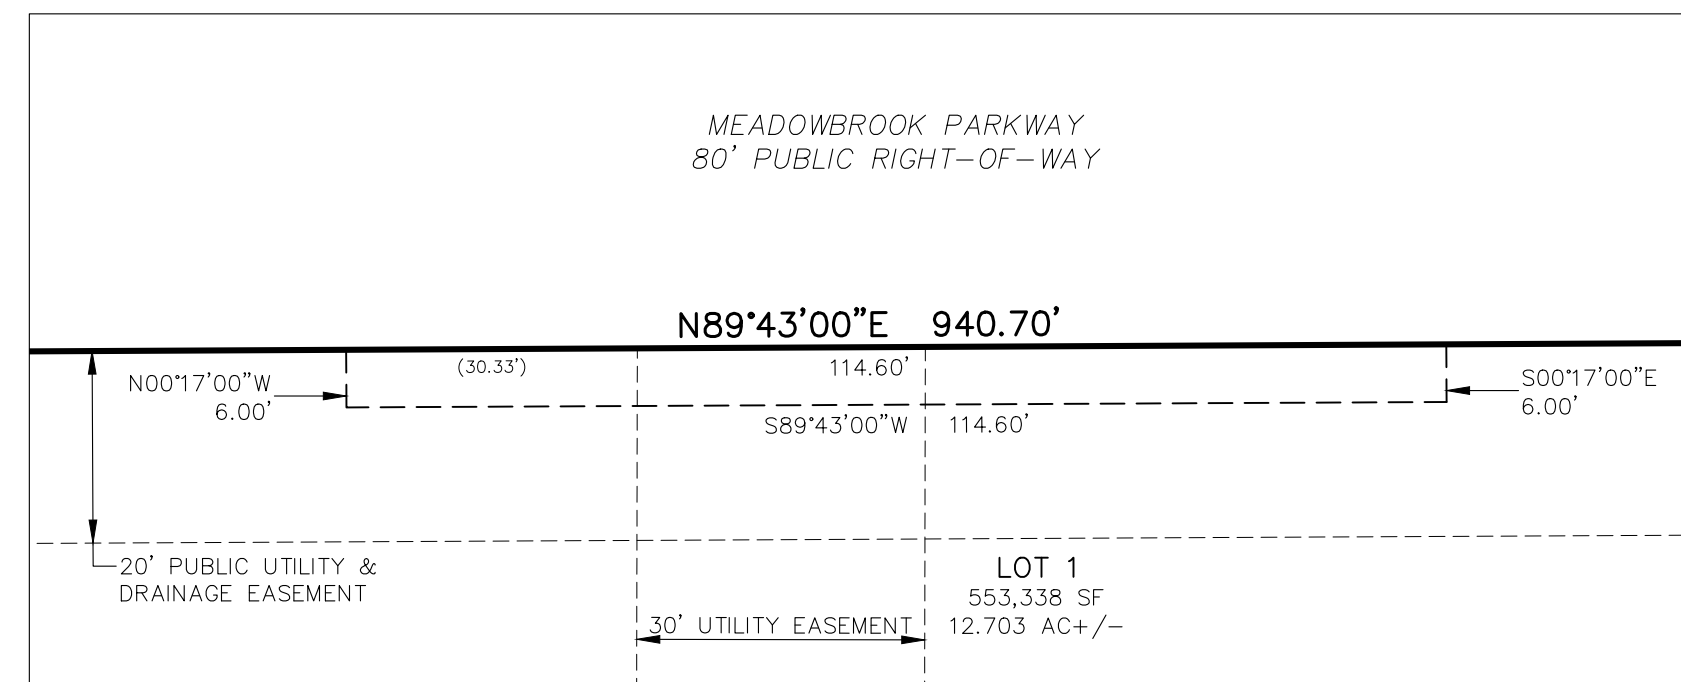 MEADOWBROOK PARKWAY
80' PUBLIC RIGHT-OF-WAY
N89°43'00"E 940.70'
(30.33')
114.60'
N00°17'00"W
6.00'
S00°17'00"E
6.00'
S89°43'00"W 114.60'
20' PUBLIC UTILITY &
DRAINAGE EASEMENT
LOT 1
553,338 SF
12.703 AC+/-
30' UTILITY EASEMENT